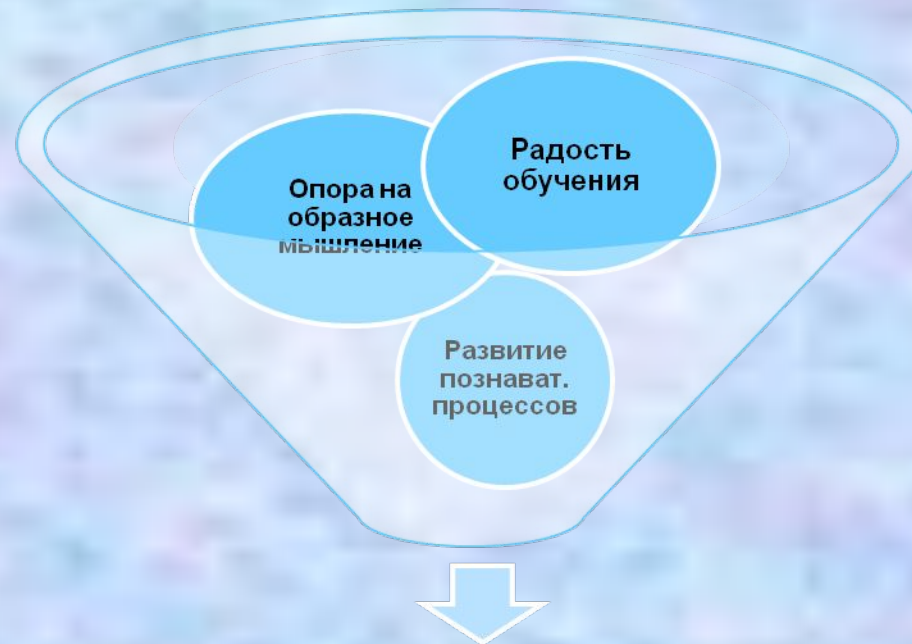 Опора на
образное
мышление
Радость
обучения
Развитие
познават.
процессов